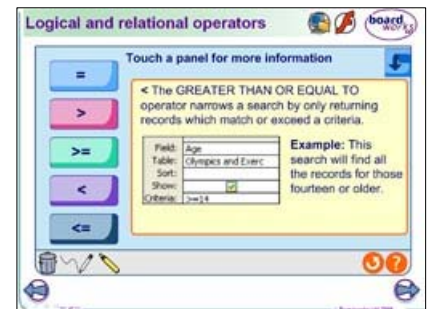 Logical and relational operators
board
works
Touch a panel for more information
=
>
>=
<
<=
< The GREATER THAN OR EQUAL TO
operator narrows a search by only returning
records which match or exceed a criteria.
Field: Age
Table: Olympics and Exerc
Sort:
Show:
Criteria: >=14
Example: This
search will find all
the records for those
fourteen or older.
?